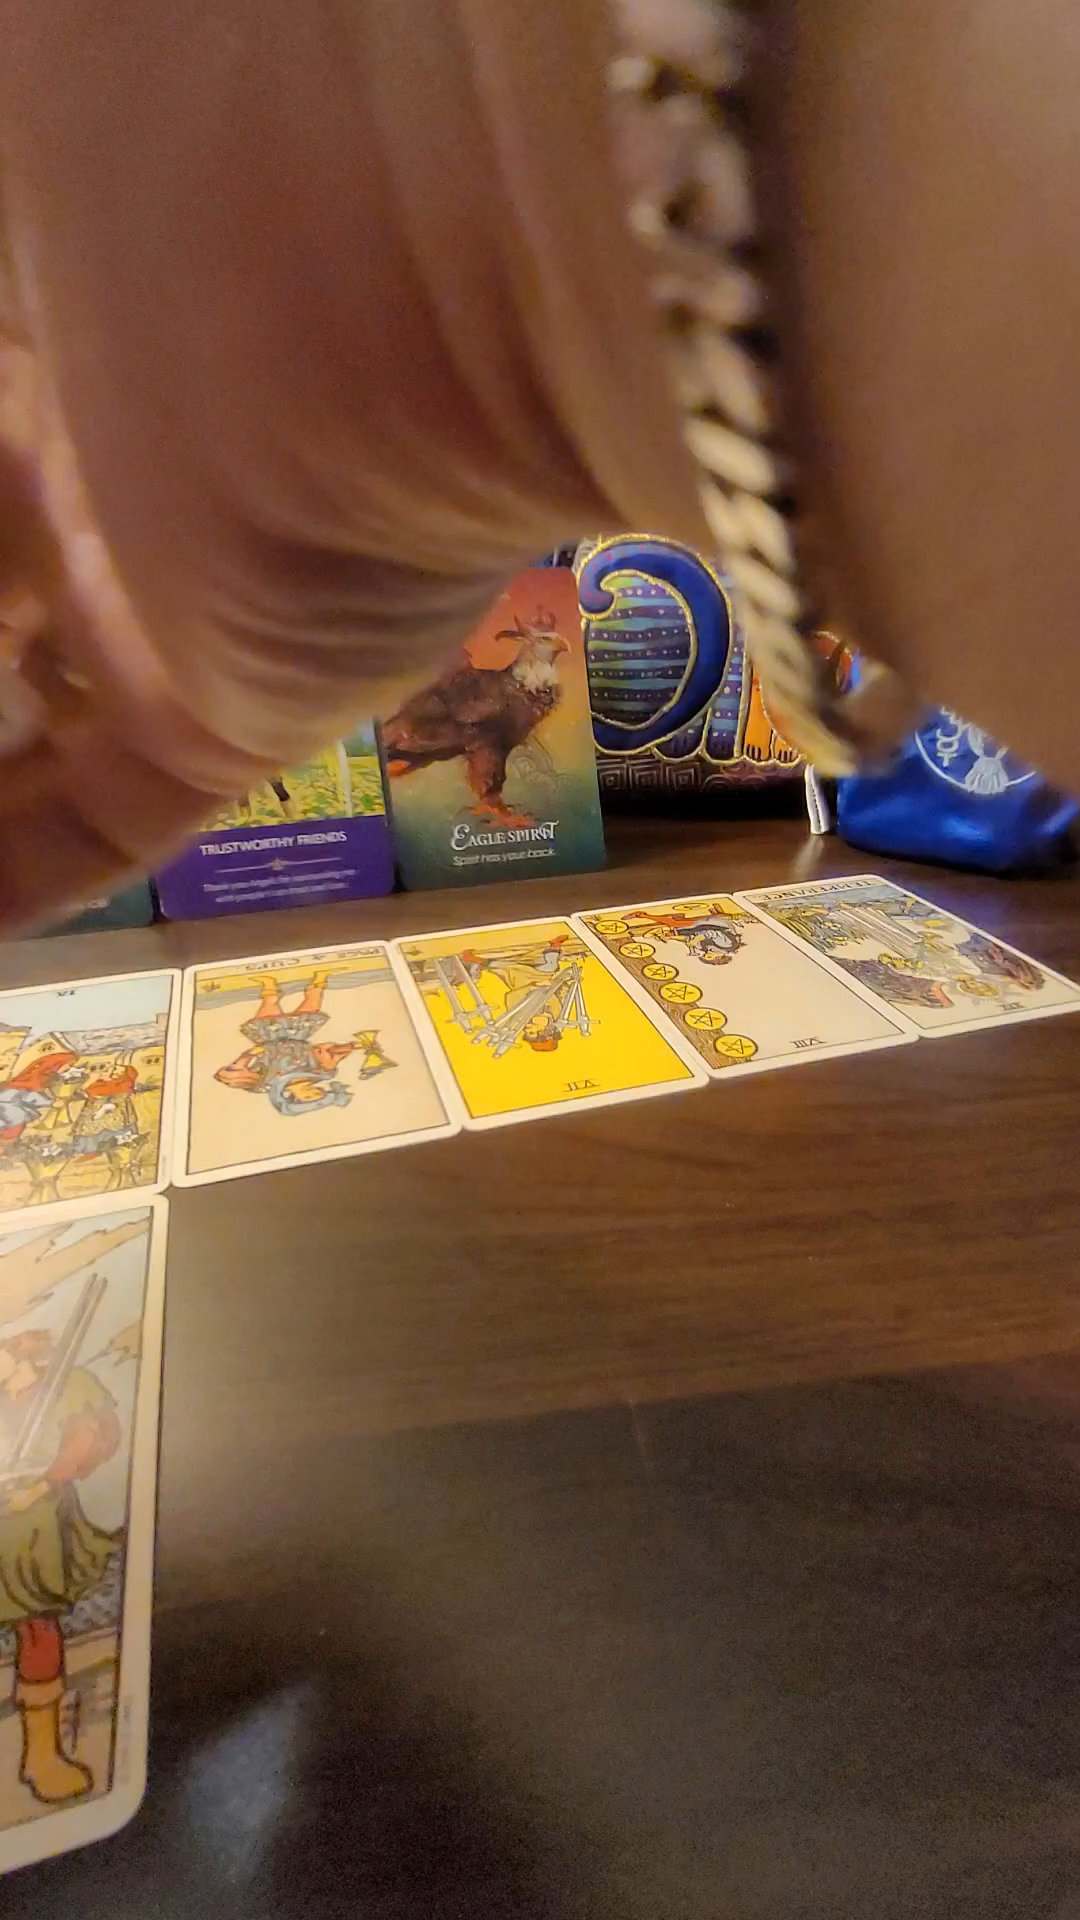 TRUSTWORTHY FRIENDS
EAGLE SPIRIT
Spirit has your back.
TEMPERANCE
PAGE of CUPS
VI
VII
VIII
XIV